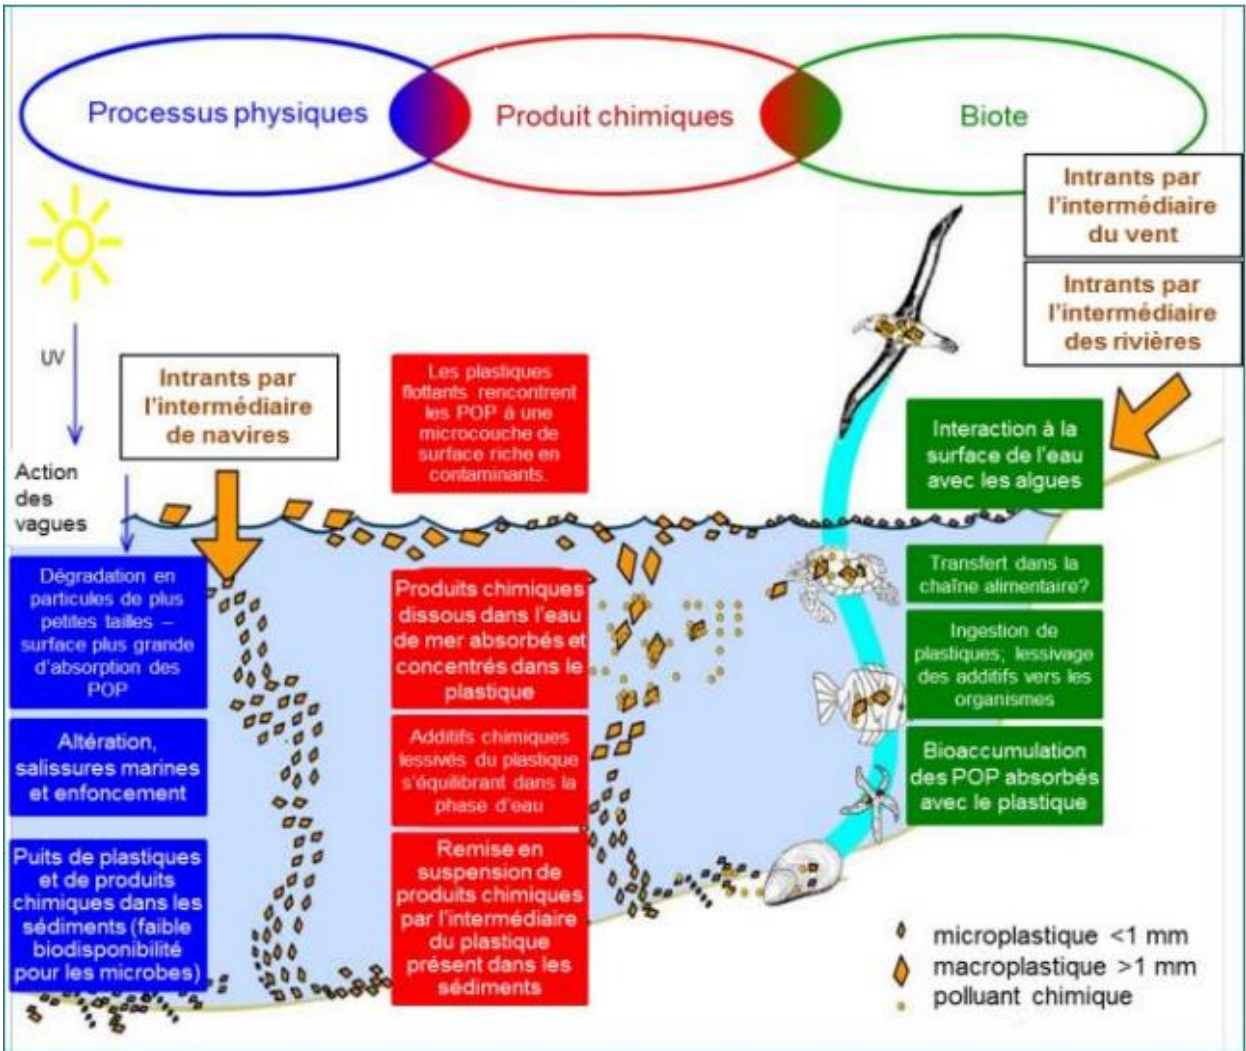 Processus physiques
Produit chimiques
Biote
Intrants par
l'intermédiaire
du vent
Intrants par
l'intermédiaire
des rivières
UV
Intrants par
l'intermédiaire
de navires
Action
des
vagues
Dégradation en
particules de plus
petites tailles –
surface plus grande
d'absorption des
POP
Altération,
salissures marines
et enfoncement
Puits de plastiques
et de produits
chimiques dans les
sédiments (faible
biodisponibilité
pour les microbes)
Les plastiques
flottants rencontrent
les POP à une
microcouche de
surface riche en
contaminants.
Produits chimiques
dissous dans l'eau
de mer absorbés et
concentrés dans le
plastique
Additifs chimiques
lessivés du plastique
s'équilibrant dans la
phase d'eau
Remise en
suspension de
produits chimiques
par l'intermédiaire
du plastique
présent dans les
sédiments
Interaction à la
surface de l'eau
avec les algues
Transfert dans la
chaîne alimentaire?
Ingestion de
plastiques; lessivage
des additifs vers les
organismes
Bioaccumulation
des POP absorbés
avec le plastique
microplastique <1 mm
macroplastique >1 mm
polluant chimique